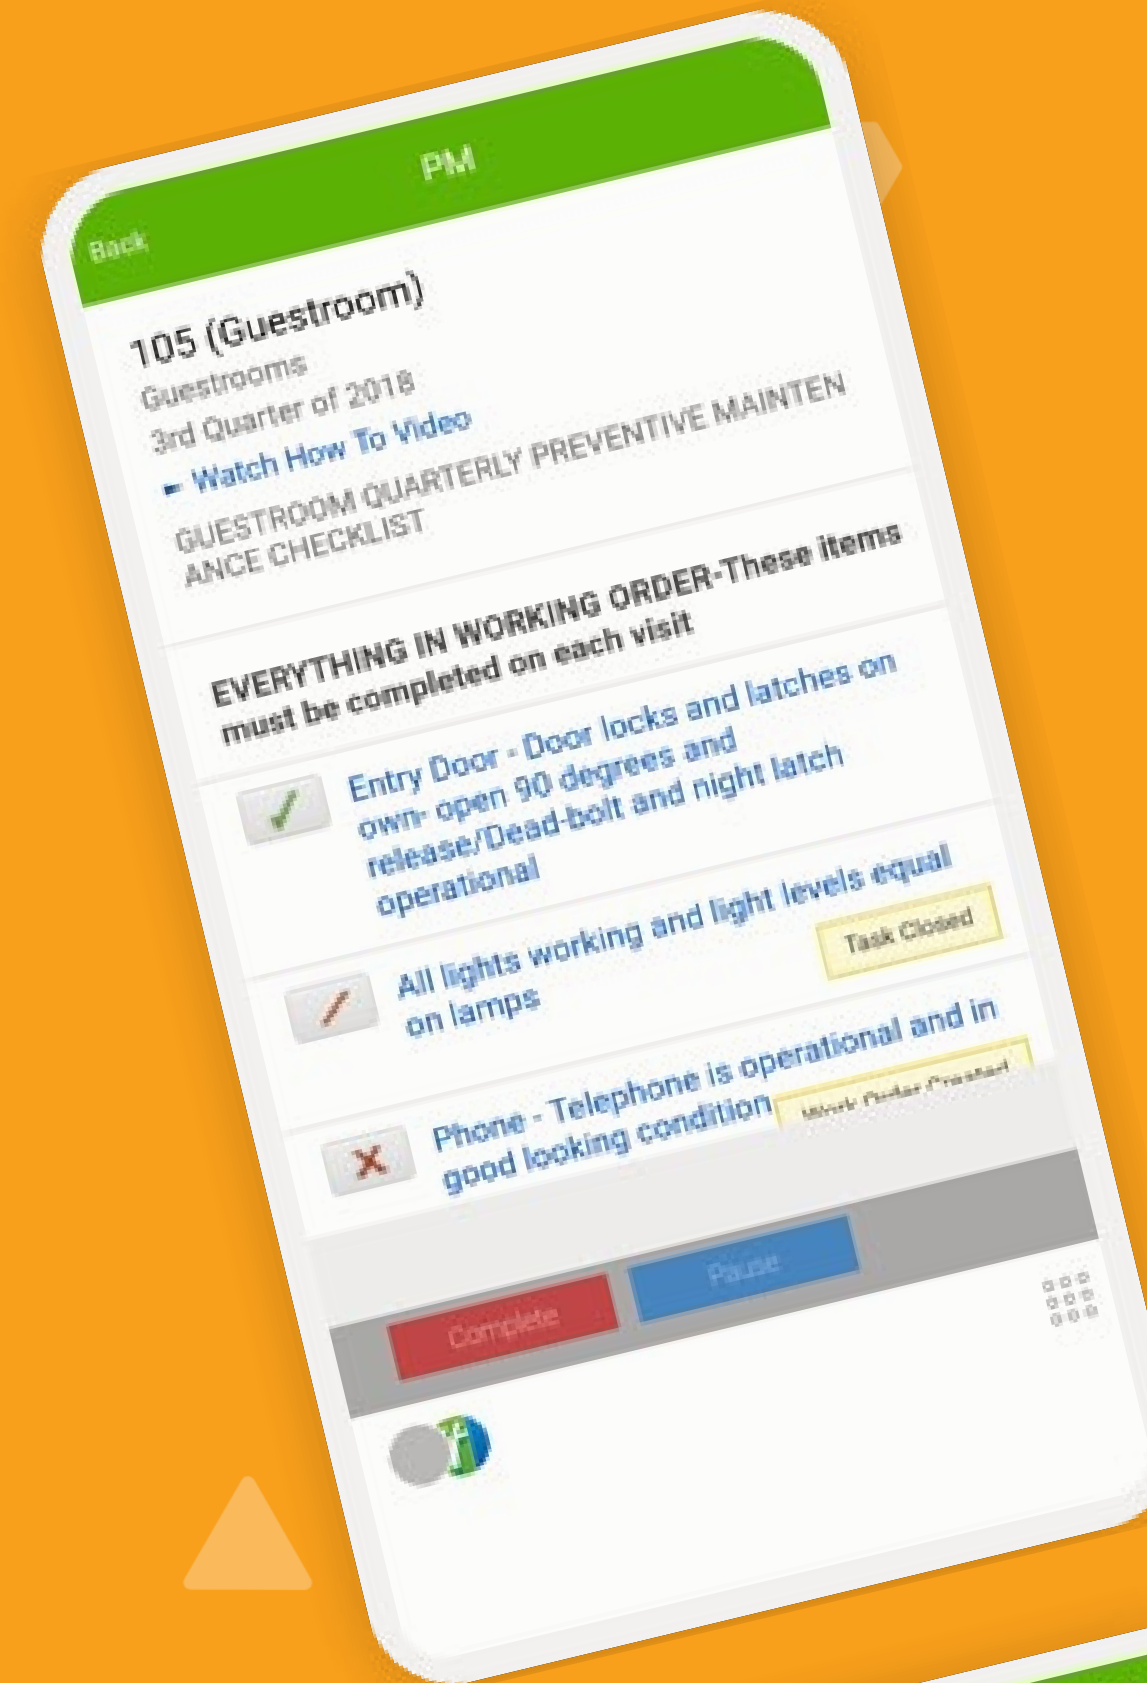 PM
Back
105 (Guestroom)
Guestrooms
3rd Quarter of 2018
- Watch How To Video
GUESTROOM QUARTERLY PREVENTIVE MAINTEN
ANCE CHECKLIST
EVERYTHING IN WORKING ORDER-These items
must be completed on each visit
Entry Door - Door locks and latches on
own- open 90 degrees and
release/Dead-bolt and night latch
operational
All lights working and light levels equal
on lamps
Task Closed
Phone - Telephone is operational and in
good looking condition
Work Order Created
Complete
Pause